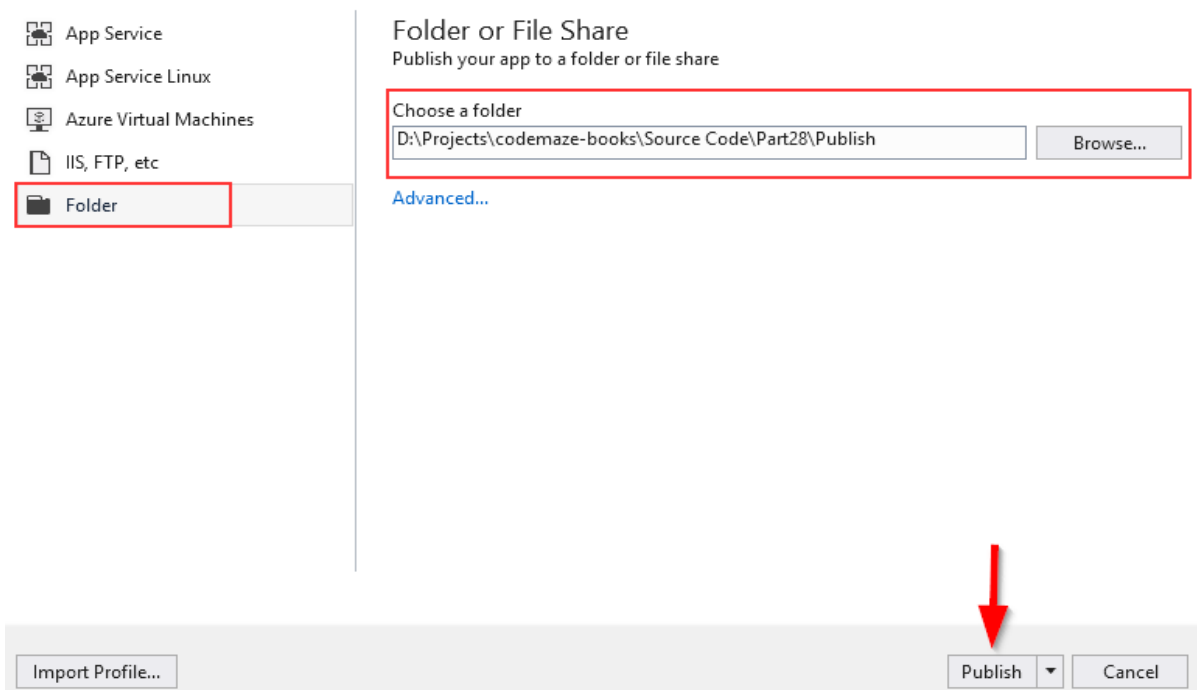 App Service
App Service Linux
Azure Virtual Machines
IIS, FTP, etc
Folder
Folder or File Share
Publish your app to a folder or file share
Choose a folder
D:\Projects\codemaze-books\Source Code\Part28\Publish
Browse...
Advanced...
Import Profile...
Publish
Cancel